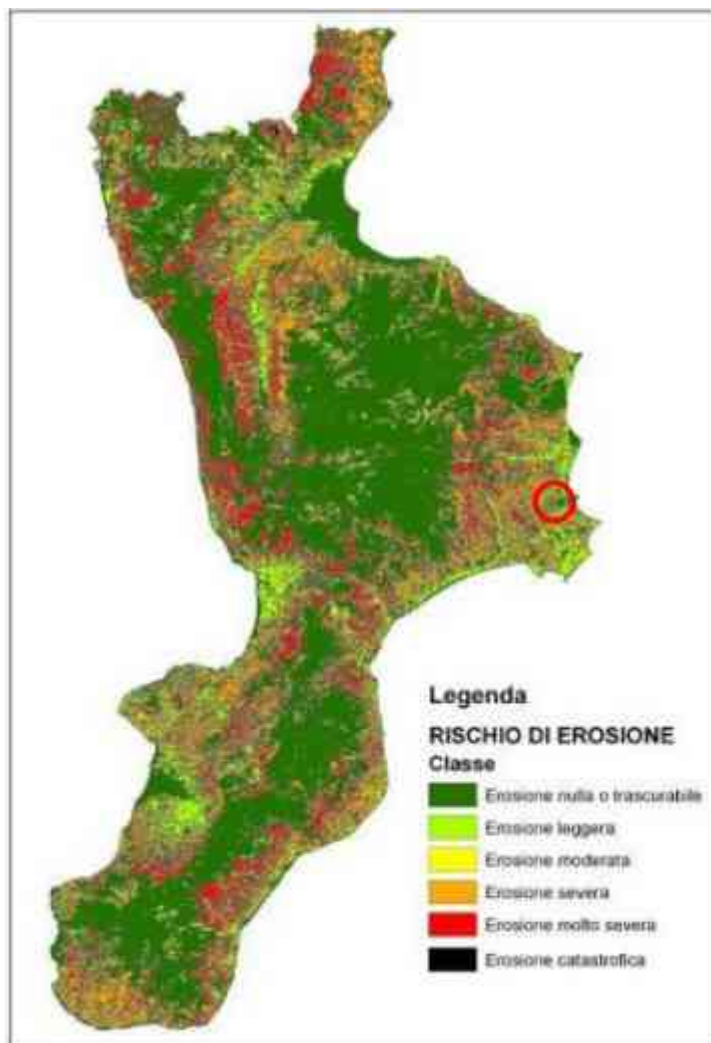 Legenda
RISCHIO DI EROSIONE
Classe
Erosione nulla o trascurabile
Erosione leggera
Erosione moderata
Erosione severa
Erosione molto severa
Erosione catastrofica